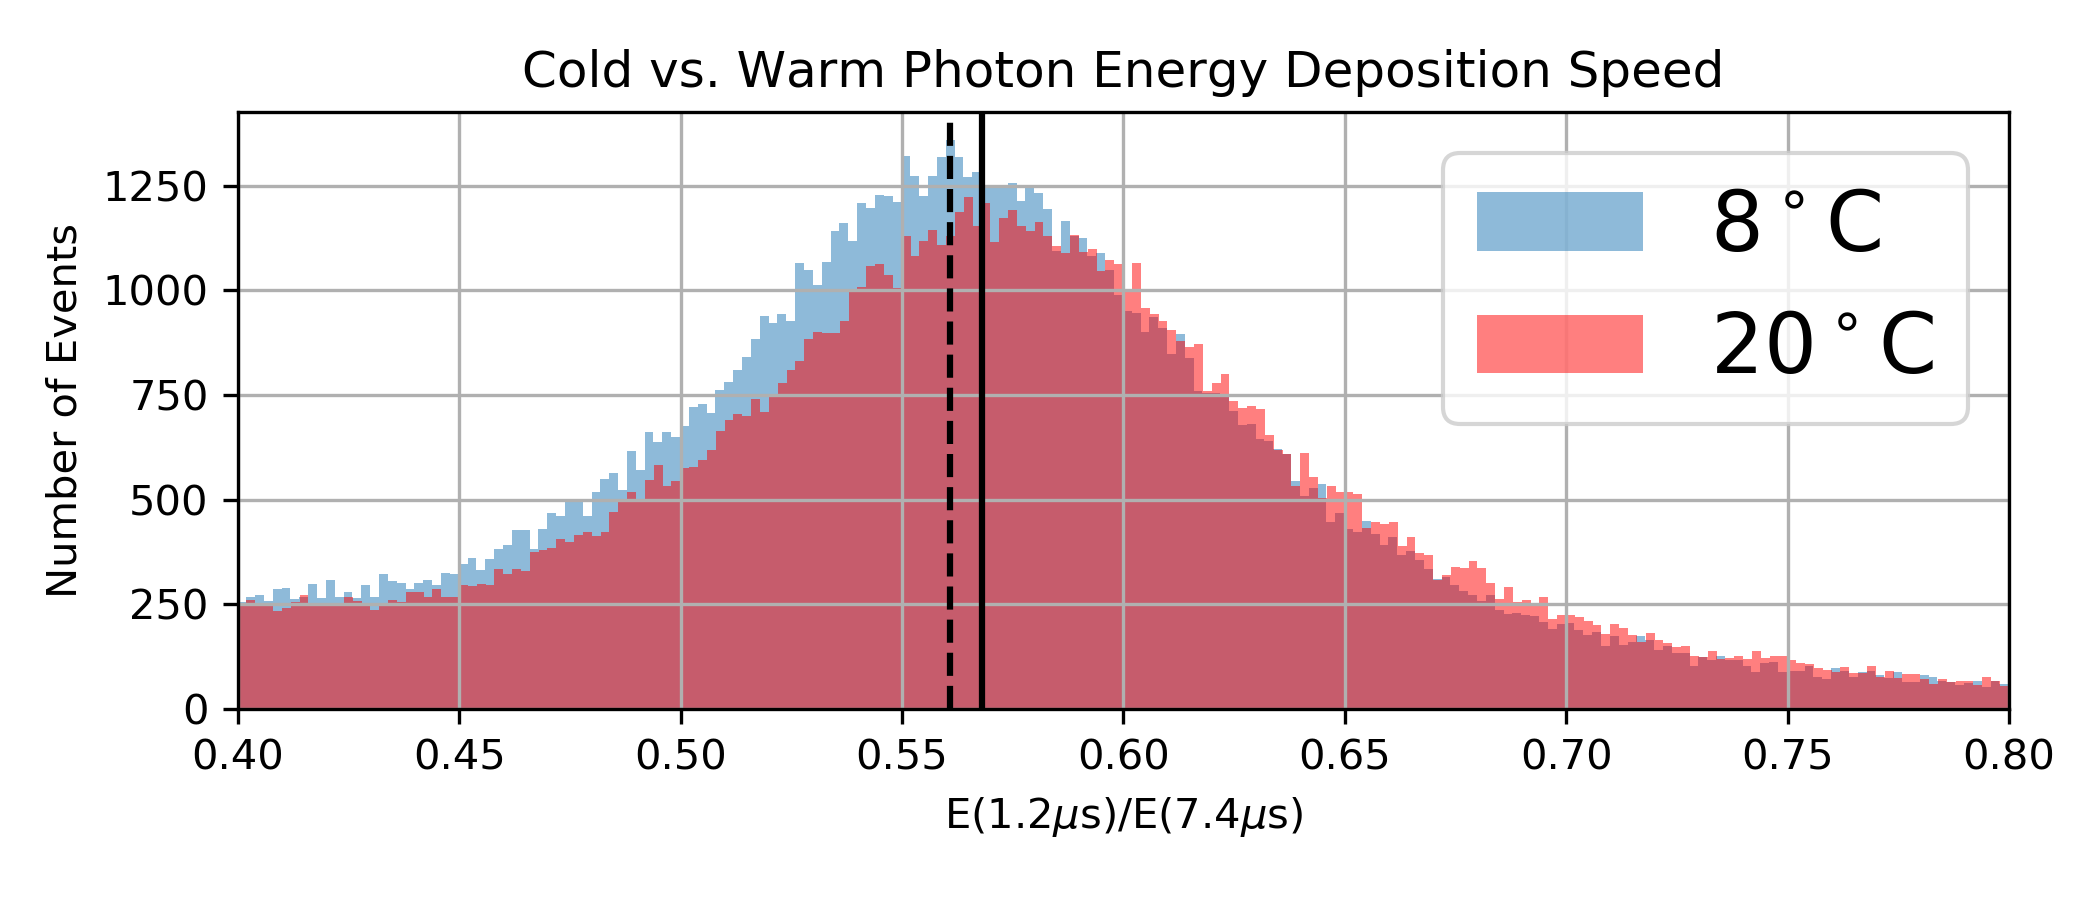 Cold vs. Warm Photon Energy Deposition Speed
Number of Events
1250
1000
750
500
250
0
0.40 0.45 0.50 0.55 0.60 0.65 0.70 0.75 0.80
E(1.2μs)/E(7.4μs)
8°C
20°C